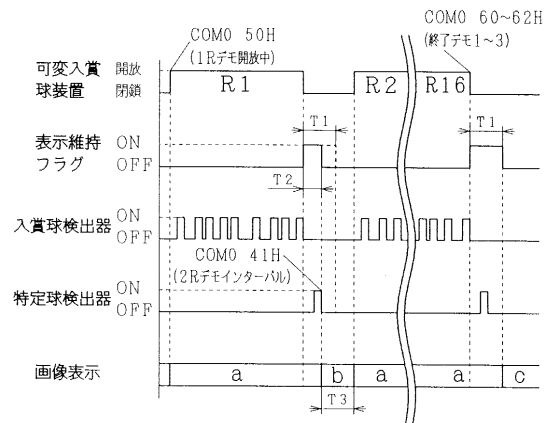 COM0 60～62H
(終了デモ1～3)
COM0 50H
(1Rデモ開放中)
可変入賞 開放
球装置 閉鎖
R1
R2
R16
T1
T1
表示維持 ON
フラグ OFF
T2
入賞球検出器 ON
OFF
COM0 41H
(2Rデモインターバル)
特定球検出器 ON
OFF
画像表示
a
b
a
a
c
T3